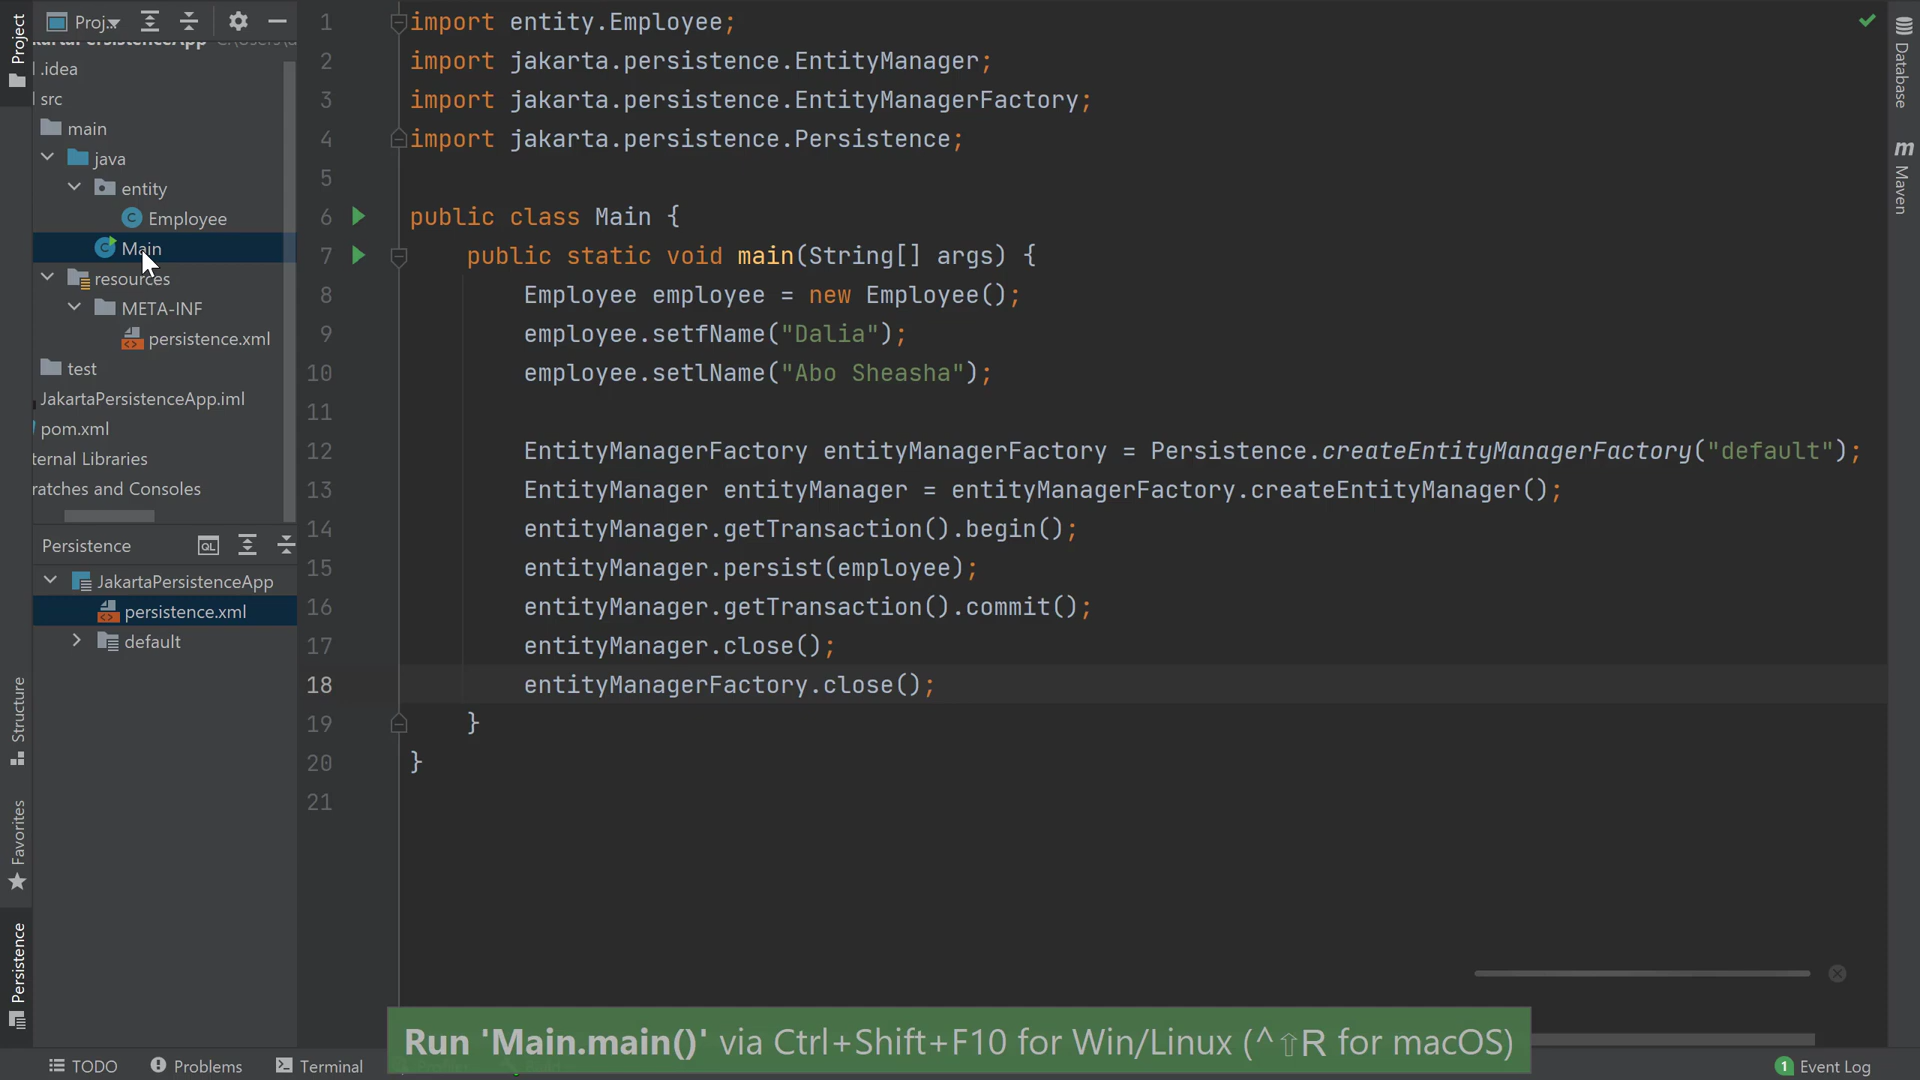 Project
Proj...
.idea
src
main
java
entity
Employee
Main
resources
META-INF
persistence.xml
test
JakartaPersistenceApp.iml
pom.xml
ternal Libraries
ratches and Consoles
Persistence
QL
JakartaPersistenceApp
persistence.xml
default
Structure
Favorites
Persistence
1 import entity.Employee;
2 import jakarta.persistence.EntityManager;
3 import jakarta.persistence.EntityManagerFactory;
4 import jakarta.persistence.Persistence;
5
6 public class Main {
7 public static void main(String[] args) {
8 Employee employee = new Employee();
9 employee.setfName("Dalia");
10 employee.setlName("Abo Sheasha");
11
12 EntityManagerFactory entityManagerFactory = Persistence.createEntityManagerFactory("default");
13 EntityManager entityManager = entityManagerFactory.createEntityManager();
14 entityManager.getTransaction().begin();
15 entityManager.persist(employee);
16 entityManager.getTransaction().commit();
17 entityManager.close();
18 entityManagerFactory.close();
19 }
20 }
21
Database
m Maven
Run 'Main.main()' via Ctrl+Shift+F10 for Win/Linux (^⇧R for macOS)
TODO
Problems
Terminal
1 Event Log